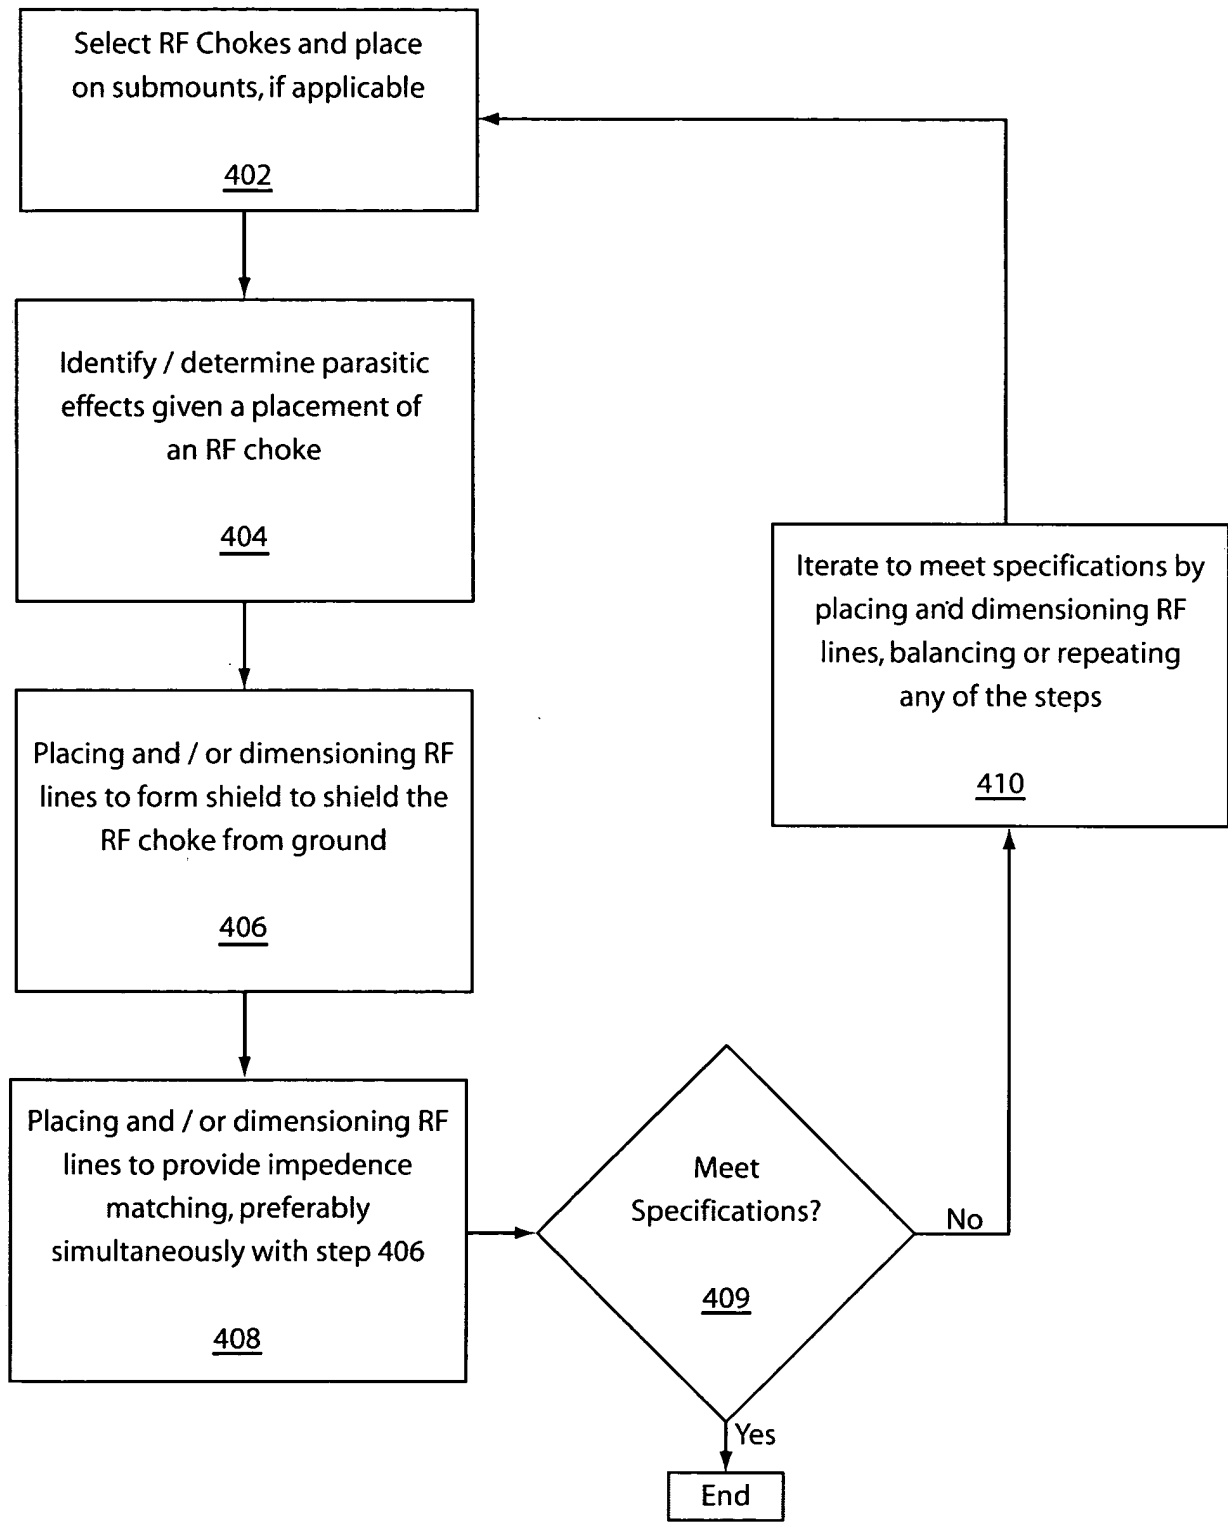 Select RF Chokes and place
on submounts, if applicable
402
Identify / determine parasitic
effects given a placement of
an RF choke
404
Placing and / or dimensioning RF
lines to form shield to shield the
RF choke from ground
406
Placing and / or dimensioning RF
lines to provide impedence
matching, preferably
simultaneously with step 406
408
Meet
Specifications?
409
No
Yes
End
Iterate to meet specifications by
placing and dimensioning RF
lines, balancing or repeating
any of the steps
410